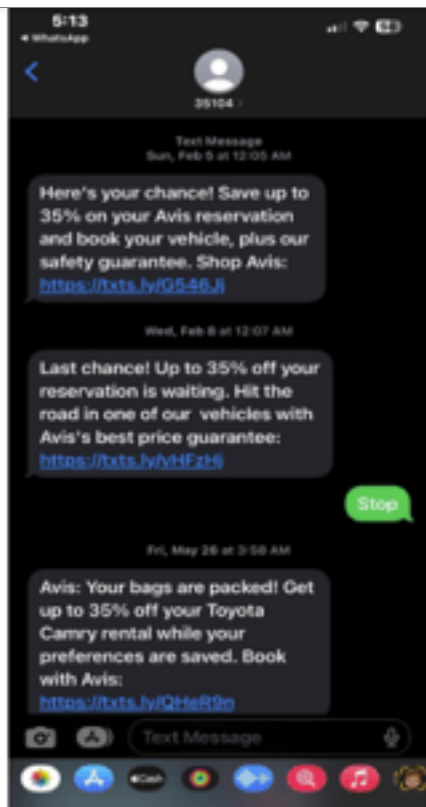 5:13
WhatsApp
35104
Text Message
Sun, Feb 5 at 12:05 AM
Here's your chance! Save up to
35% on your Avis reservation
and book your vehicle, plus our
safety guarantee. Shop Avis:
https://txts.ly/G546Ji
Wed, Feb 8 at 12:07 AM
Last chance! Up to 35% off your
reservation is waiting. Hit the
road in one of our vehicles with
Avis's best price guarantee:
https://txts.ly/vHFzHj
Stop
Fri, May 26 at 3:58 AM
Avis: Your bags are packed! Get
up to 35% off your Toyota
Camry rental while your
preferences are saved. Book
with Avis:
https://txts.ly/QHeR9n
Text Message
Cash